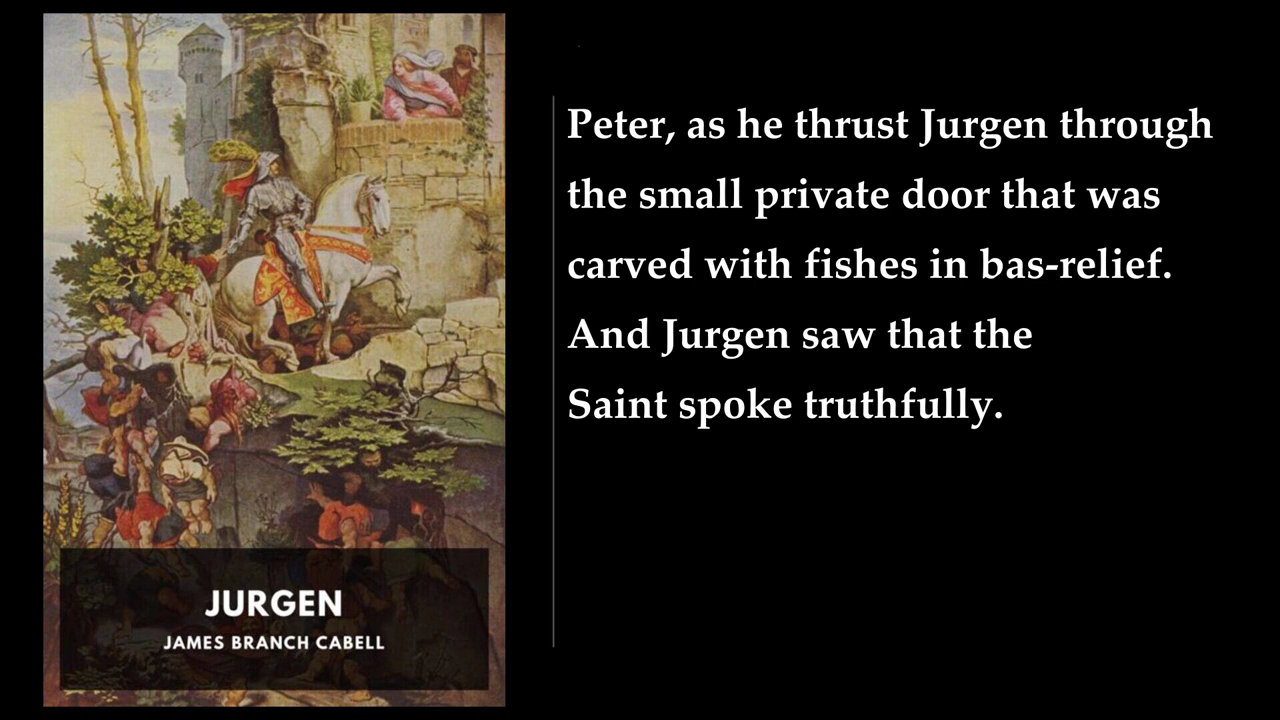 Peter, as he thrust Jurgen through
the small private door that was
carved with fishes in bas-relief.
And Jurgen saw that the
Saint spoke truthfully.
JURGEN
JAMES BRANCH CABELL